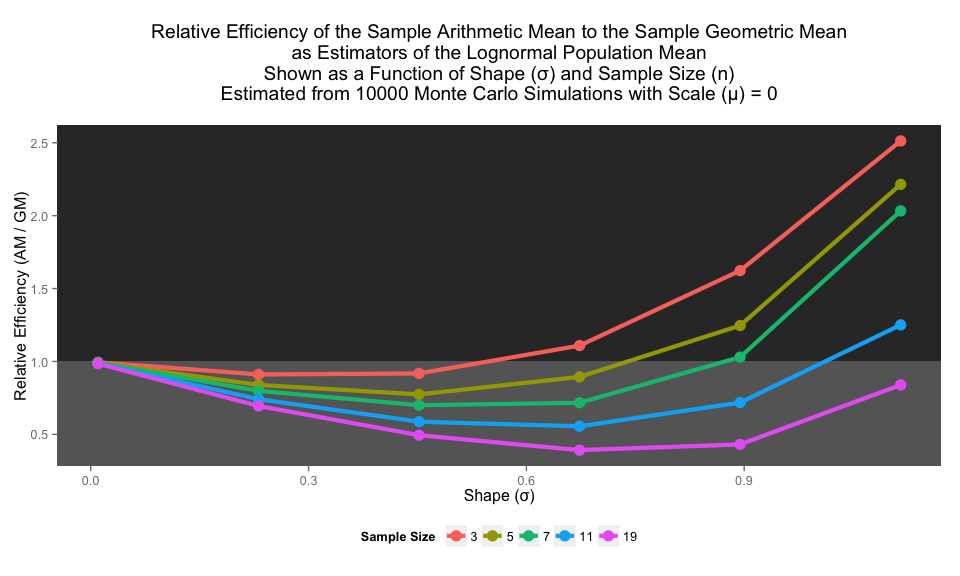 Relative Efficiency of the Sample Arithmetic Mean to the Sample Geometric Mean
as Estimators of the Lognormal Population Mean
Shown as a Function of Shape (σ) and Sample Size (n)
Estimated from 10000 Monte Carlo Simulations with Scale (μ) = 0
Relative Efficiency (AM / GM)
2.5
2.0
1.5
1.0
0.5
0.0 0.3 0.6 0.9
Shape (σ)
Sample Size 3 5 7 11 19